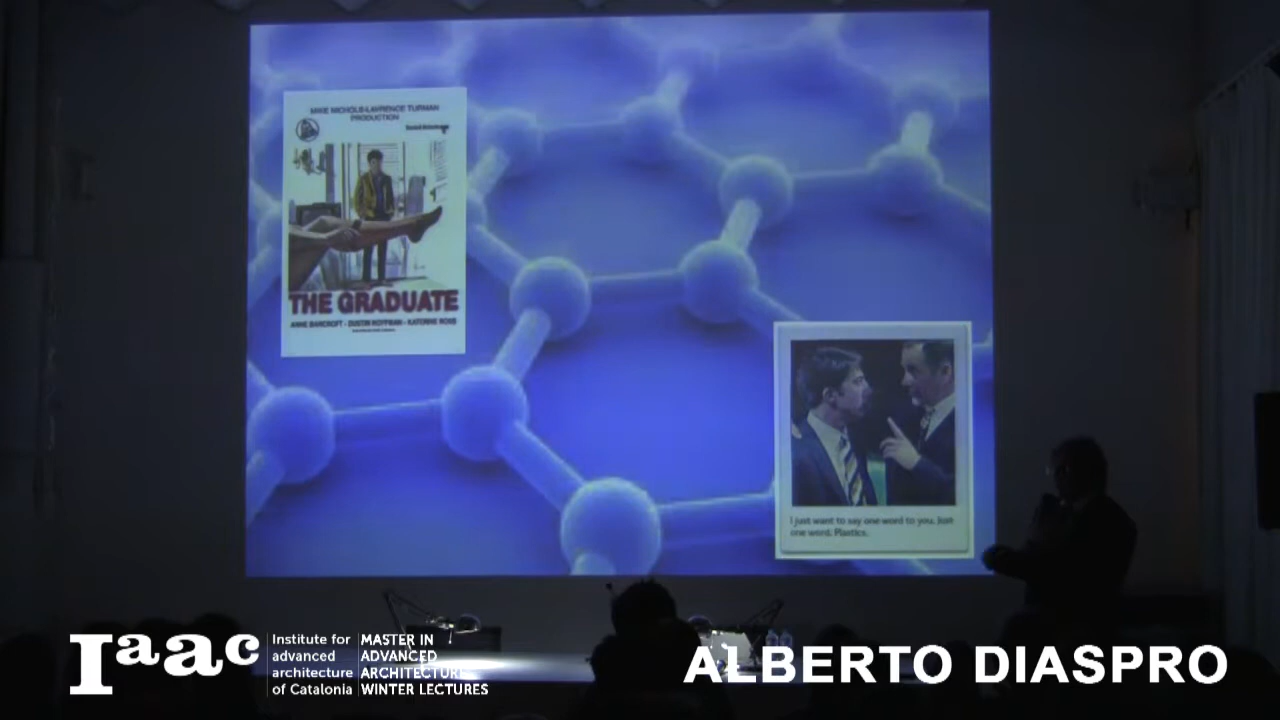 MIKE NICHOLS-LAWRENCE TURMAN
PRODUCTION
THE GRADUATE
ANNE BANCROFT - DUSTIN HOFFMAN - KATERINE ROSS
I just want to say one word to you. Just
one word. Plastics.
Iaac
Institute for
advanced
architecture
of Catalonia
MASTER IN
ADVANCED
ARCHITECTURE
WINTER LECTURES
ALBERTO DIASPRO